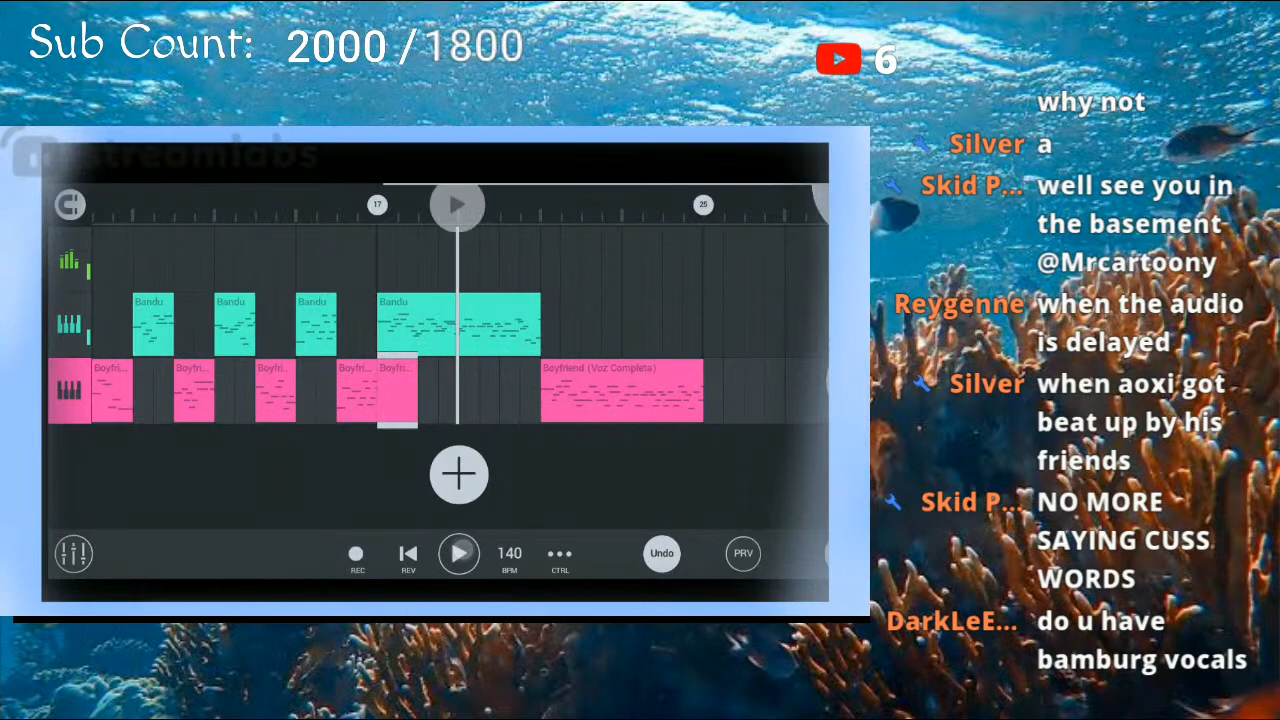 Sub Count: 2000 / 1800
6
streamlabs
17
25
Bandu
Bandu
Bandu
Bandu
Boyfri...
Boyfri...
Boyfri..
Boyfri...
Boyfri...
Boyfriend (Voz Completa)
REC
REV
140
BPM
CTRL
Undo
PRV
why not
Silver a
Skid P... well see you in
the basement
@Mrcartoony
Reygenne when the audio
is delayed
Silver when aoxi got
beat up by his
friends
Skid P... NO MORE
SAYING CUSS
WORDS
DarkLeE... do u have
bamburg vocals